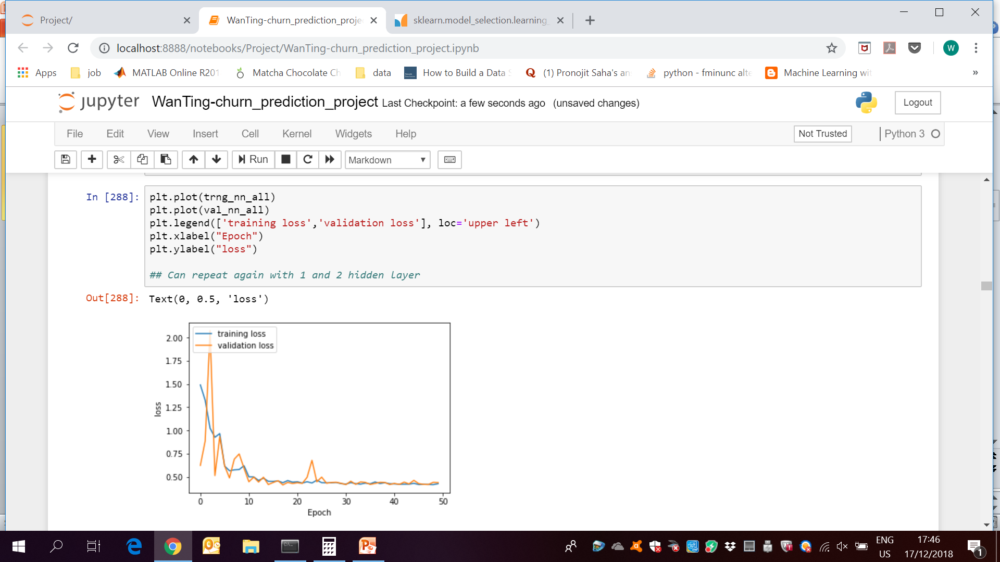 Project/
WanTing-churn_prediction_proje
sklearn.model_selection.learning_
localhost:8888/notebooks/Project/WanTing-churn_prediction_project.ipynb
W
Apps
job
MATLAB Online R201
Matcha Chocolate Ch
data
How to Build a Data S
(1) Pronojit Saha's an
python - fminunc alte
Machine Learning wit
»
jupyter
WanTing-churn_prediction_project Last Checkpoint: a few seconds ago (unsaved changes)
Logout
File Edit View Insert Cell Kernel Widgets Help
Not Trusted
Python 3
Run
Markdown
In [288]:
plt.plot(trng_nn_all)
plt.plot(val_nn_all)
plt.legend(['training loss','validation loss'], loc='upper left')
plt.xlabel("Epoch")
plt.ylabel("loss")
## Can repeat again with 1 and 2 hidden layer
Out[288]:
Text(0, 0.5, 'loss')
training loss
validation loss
2.00
1.75
1.50
1.25
1.00
0.75
0.50
loss
0 10 20 30 40 50
Epoch
ENG
US
17:46
17/12/2018
1